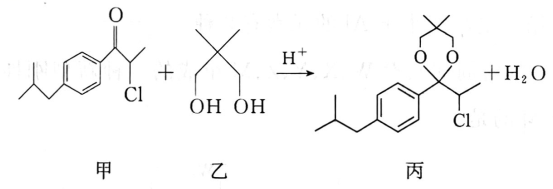 O
Cl
+
OH OH
H+
O O
Cl
+H₂O
甲 乙 丙